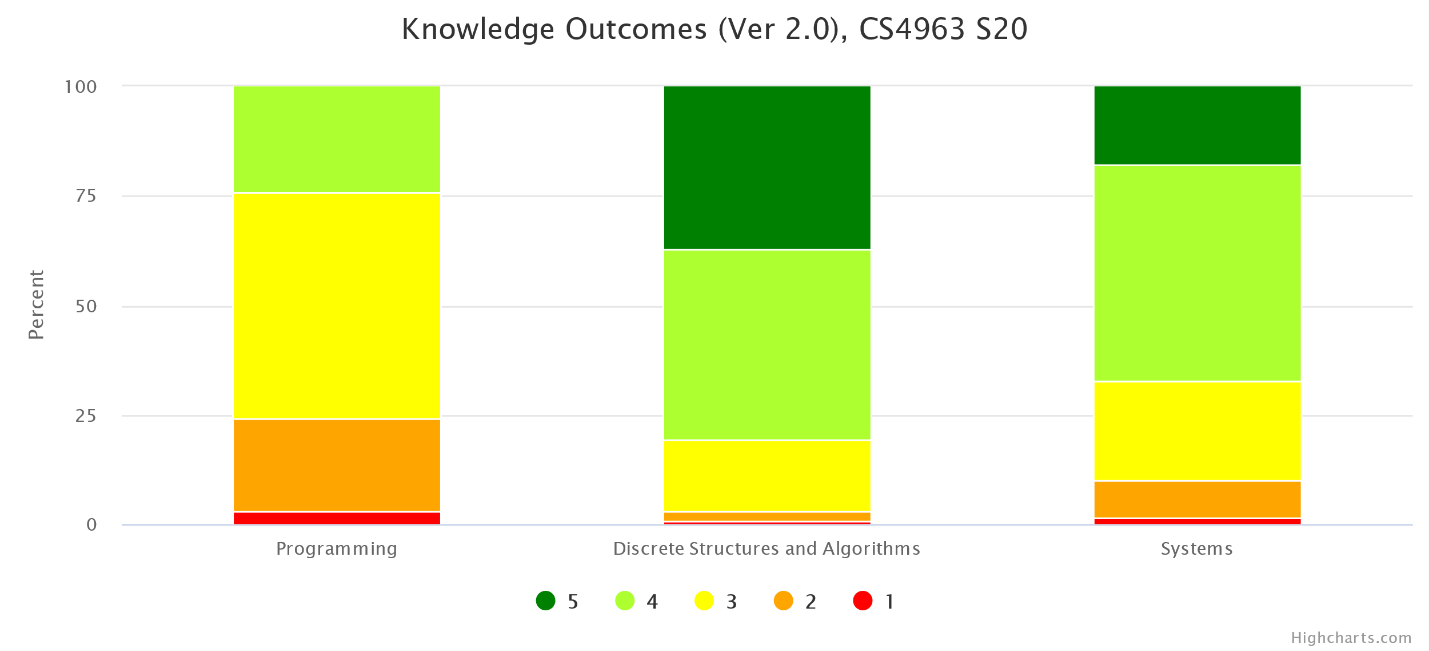 Knowledge Outcomes (Ver 2.0), CS4963 S20
Percent
100
75
50
25
0
Programming Discrete Structures and Algorithms Systems
5 4 3 2 1
Highcharts.com